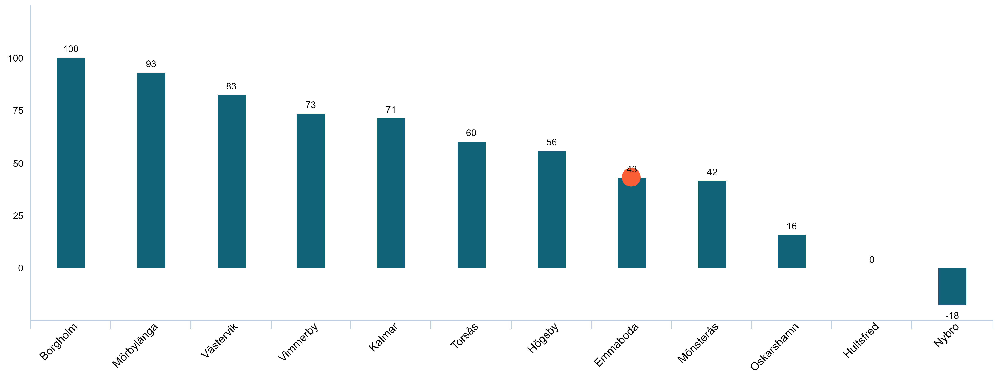 100
93
83
73
71
60
56
43
42
16
0
-18
100
75
50
25
0
Borgholm
Mörbylånga
Västervik
Vimmerby
Kalmar
Torsås
Högsby
Emmaboda
Mönsterås
Oskarshamn
Hultsfred
Nybro